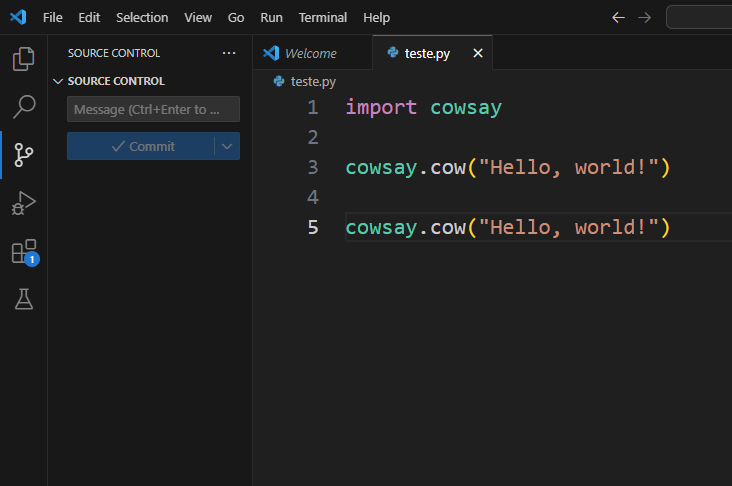 File Edit Selection View Go Run Terminal Help
SOURCE CONTROL ...
SOURCE CONTROL
Message (Ctrl+Enter to ...
Commit
1
Welcome
teste.py
teste.py
1 import cowsay
2
3 cowsay.cow("Hello, world!")
4
5 cowsay.cow("Hello, world!")